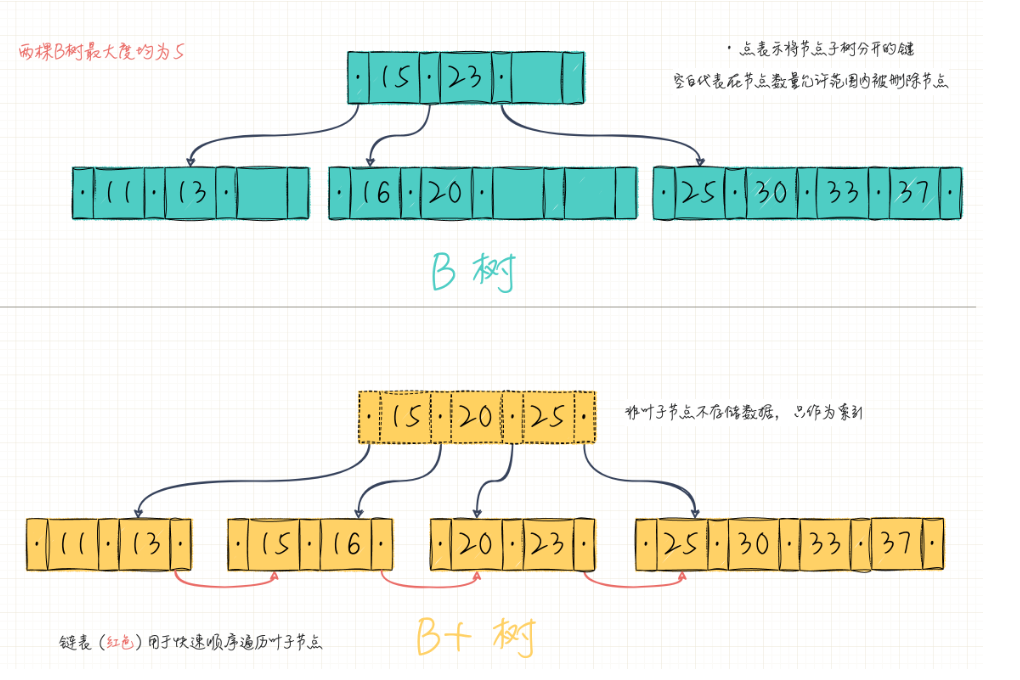 两棵B树最大度均为5
· 点表示将节点子树分开的键
空白代表在节点数量允许范围内被删除节点
· 15 · 23 ·
· 11 · 13 ·
· 16 · 20 ·
· 25 · 30 · 33 · 37 ·
B 树
· 15 · 20 · 25 ·
非叶子节点不存储数据，只作为索引
· 11 · 13 ·
· 15 · 16 ·
· 20 · 23 ·
· 25 · 30 · 33 · 37 ·
链表（红色）用于快速顺序遍历叶子节点
B+ 树